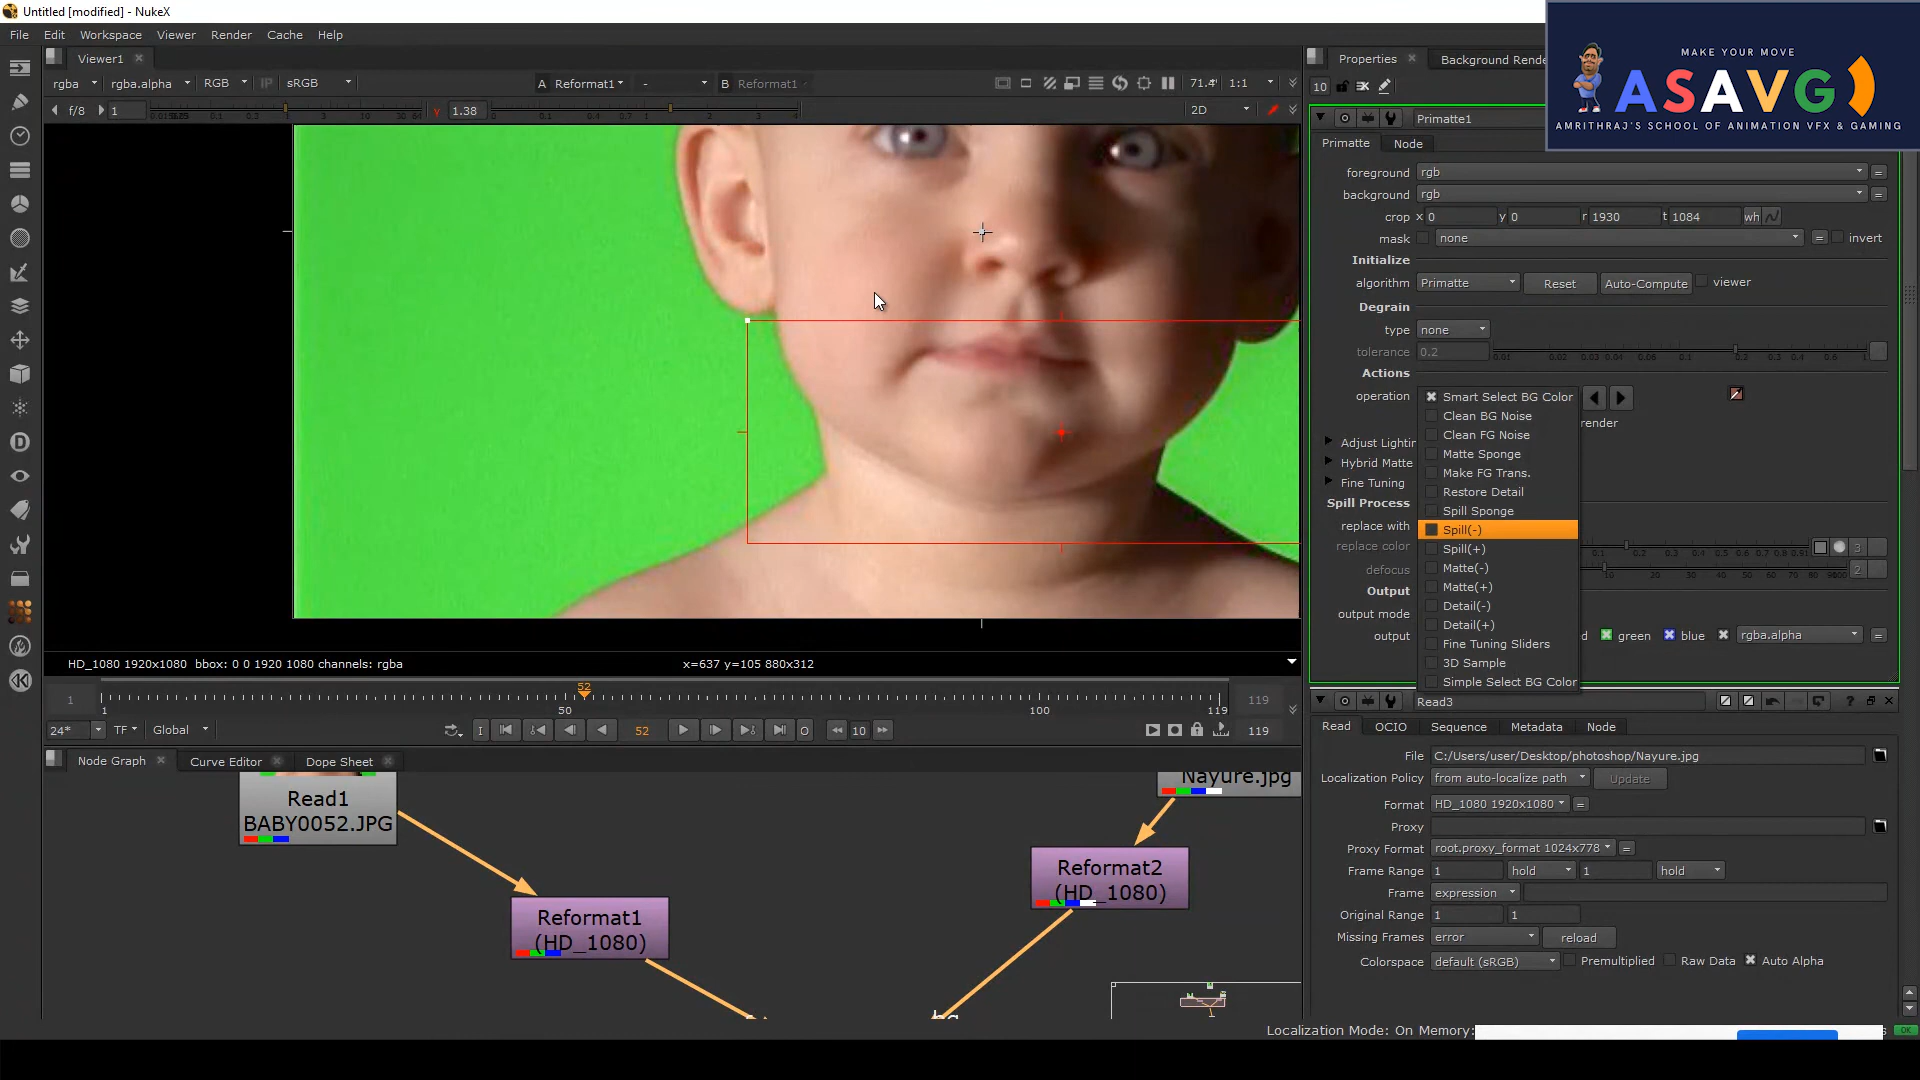 Untitled [modified] - NukeX
File Edit Workspace Viewer Render Cache Help
MAKE YOUR MOVE
ASAVG
AMRITHRAJ'S SCHOOL OF ANIMATION VFX & GAMING
Viewer1
Properties Background Rende
rgba rgba.alpha RGB IP sRGB A Reformat1 - B Reformat1 71.4 1:1
10
f/8 1 1.38 2D
Primatte1
Primatte Node
foreground rgb
background rgb
crop x 0 y 0 r 1930 t 1084 wh
mask none invert
Initialize
algorithm Primatte Reset Auto-Compute viewer
Degrain
type none
tolerance 0.2
Actions
operation Smart Select BG Color
Clean BG Noise
render
Clean FG Noise
Adjust Lightin
Matte Sponge
Hybrid Matte
Make FG Trans.
Fine Tuning
Restore Detail
Spill Process
Spill Sponge
replace with
Spill(-)
replace color
Spill(+) 3
defocus
Matte(-) 2
Output
Matte(+)
Detail(-)
output mode
Detail(+)
output d green blue rgba.alpha
Fine Tuning Sliders
3D Sample
Simple Select BG Color
HD_1080 1920x1080 bbox: 0 0 1920 1080 channels: rgba x=637 y=105 880x312
1 52 119
1 50 100 119
24* TF Global I 52 O 10 119
Read3
Read OCIO Sequence Metadata Node
File C:/Users/user/Desktop/photoshop/Nayure.jpg
Localization Policy from auto-localize path Update
Format HD_1080 1920x1080 =
Proxy
Proxy Format root.proxy_format 1024x778 =
Frame Range 1 hold 1 hold
Frame expression
Original Range 1 1
Missing Frames error reload
Colorspace default (sRGB) Premultiplied Raw Data Auto Alpha
Node Graph Curve Editor Dope Sheet
Read1
BABY0052.JPG
Nayure.jpg
Reformat2
(HD_1080)
Reformat1
(HD_1080)
bg
Localization Mode: On Memory:
OK